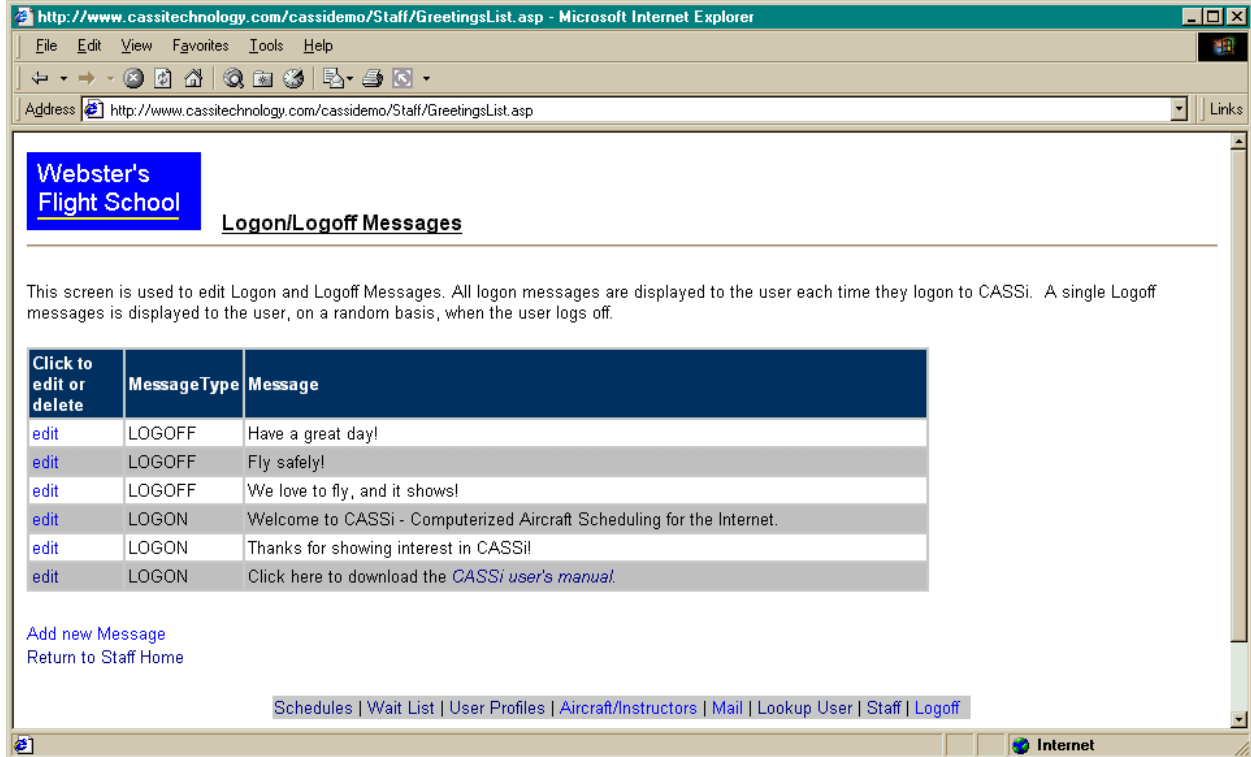 http://www.cassitechnology.com/cassidemo/Staff/GreetingsList.asp - Microsoft Internet Explorer
File Edit View Favorites Tools Help
Address http://www.cassitechnology.com/cassidemo/Staff/GreetingsList.asp Links
Webster's
Flight School
Logon/Logoff Messages
This screen is used to edit Logon and Logoff Messages. All logon messages are displayed to the user each time they logon to CASSi. A single Logoff
messages is displayed to the user, on a random basis, when the user logs off.
Click to
edit or
delete
MessageType Message
edit LOGOFF Have a great day!
edit LOGOFF Fly safely!
edit LOGOFF We love to fly, and it shows!
edit LOGON Welcome to CASSi - Computerized Aircraft Scheduling for the Internet.
edit LOGON Thanks for showing interest in CASSi!
edit LOGON Click here to download the CASSi user's manual.
Add new Message
Return to Staff Home
Schedules | Wait List | User Profiles | Aircraft/Instructors | Mail | Lookup User | Staff | Logoff
Internet